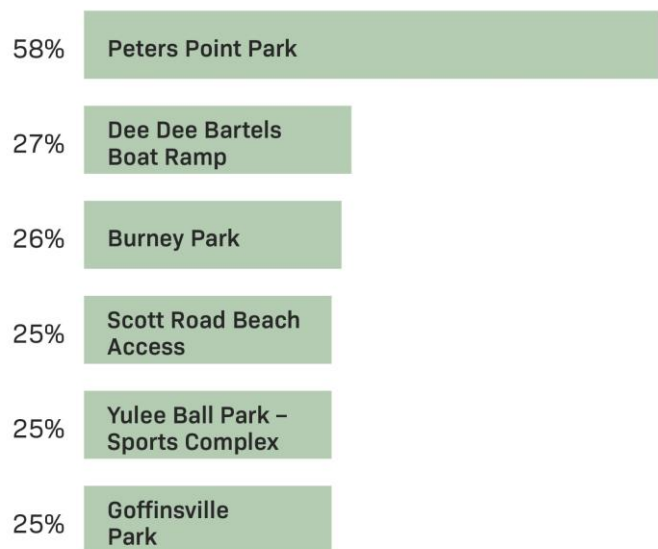 58% Peters Point Park
27% Dee Dee Bartels
Boat Ramp
26% Burney Park
25% Scott Road Beach
Access
25% Yulee Ball Park –
Sports Complex
25% Goffinsville
Park